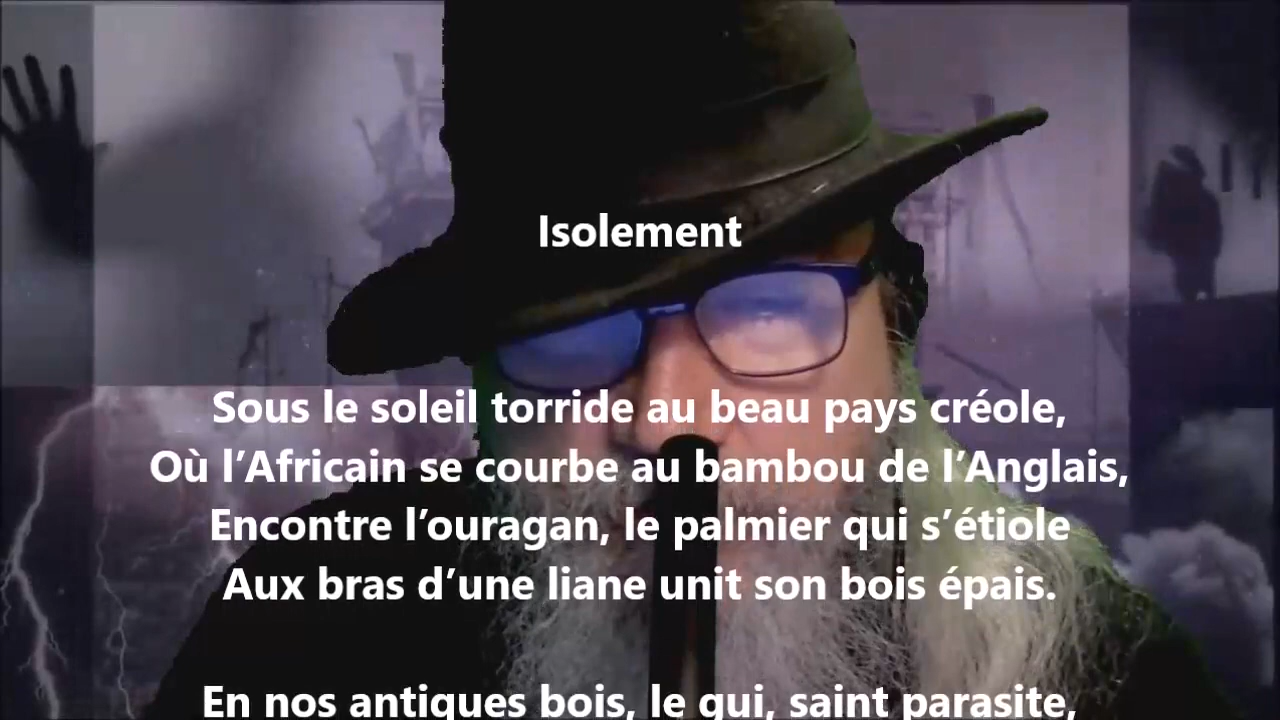 Isolement
Sous le soleil torride au beau pays créole,
Où l’Africain se courbe au bambou de l’Anglais,
Encontre l’ouragan, le palmier qui s’étiole
Aux bras d’une liane unit son bois épais.
En nos antiques bois, le gui, saint parasite,